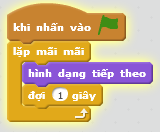 khi nhấn vào
lặp mãi mãi
hình dạng tiếp theo
đợi 1 giây